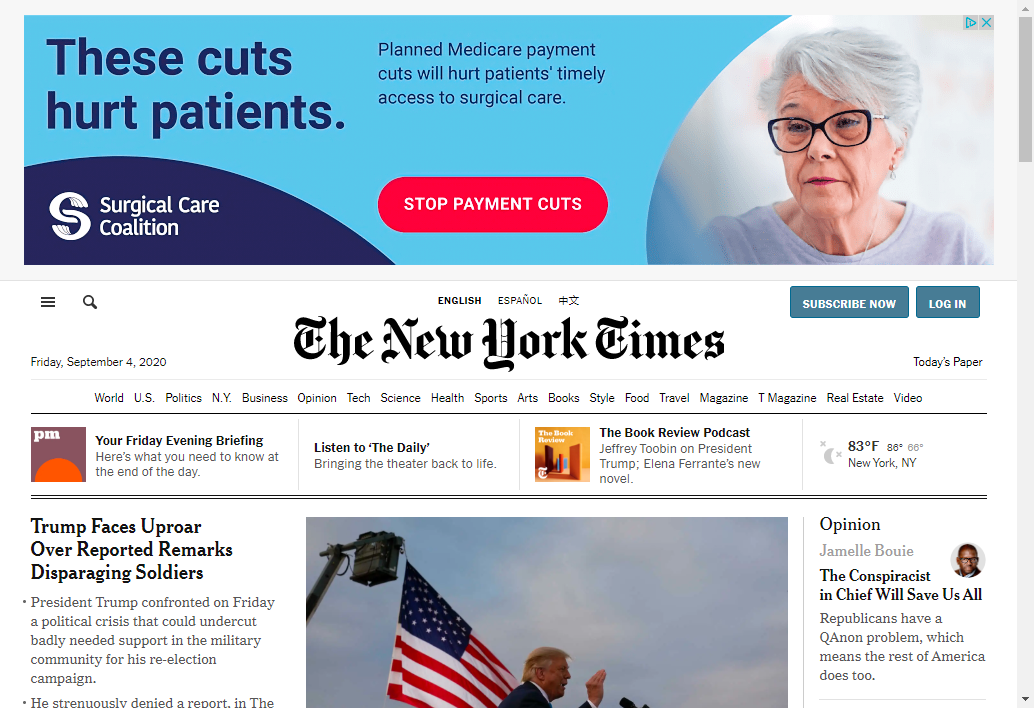 These cuts
hurt patients.
Planned Medicare payment
cuts will hurt patients' timely
access to surgical care.
STOP PAYMENT CUTS
Surgical Care
Coalition
ENGLISH ESPAÑOL 中文
SUBSCRIBE NOW
LOG IN
The New York Times
Friday, September 4, 2020
Today's Paper
World U.S. Politics N.Y. Business Opinion Tech Science Health Sports Arts Books Style Food Travel Magazine T Magazine Real Estate Video
pm
Your Friday Evening Briefing
Here's what you need to know at
the end of the day.
Listen to ‘The Daily’
Bringing the theater back to life.
The Book
Review
The Book Review Podcast
Jeffrey Toobin on President
Trump; Elena Ferrante's new
novel.
83°F 86° 66°
New York, NY
Trump Faces Uproar
Over Reported Remarks
Disparaging Soldiers
• President Trump confronted on Friday
a political crisis that could undercut
badly needed support in the military
community for his re-election
campaign.
• He strenuously denied a report, in The
Opinion
Jamelle Bouie
The Conspiracist
in Chief Will Save Us All
Republicans have a
QAnon problem, which
means the rest of America
does too.